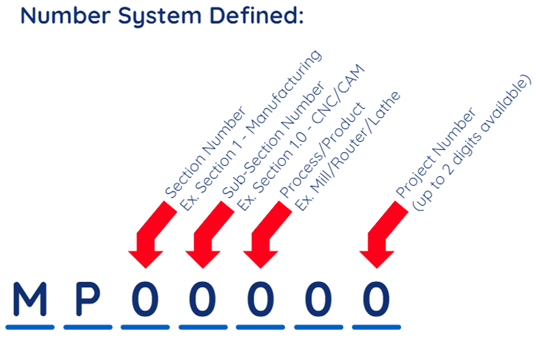 Number System Defined:
Section Number
Ex. Section 1 - Manufacturing
Sub-Section Number
Ex. Section 1.0 - CNC/CAM
Process/Product
Ex. Mill/Router/Lathe
Project Number
(up to 2 digits available)
M P 0 0 0 0 0